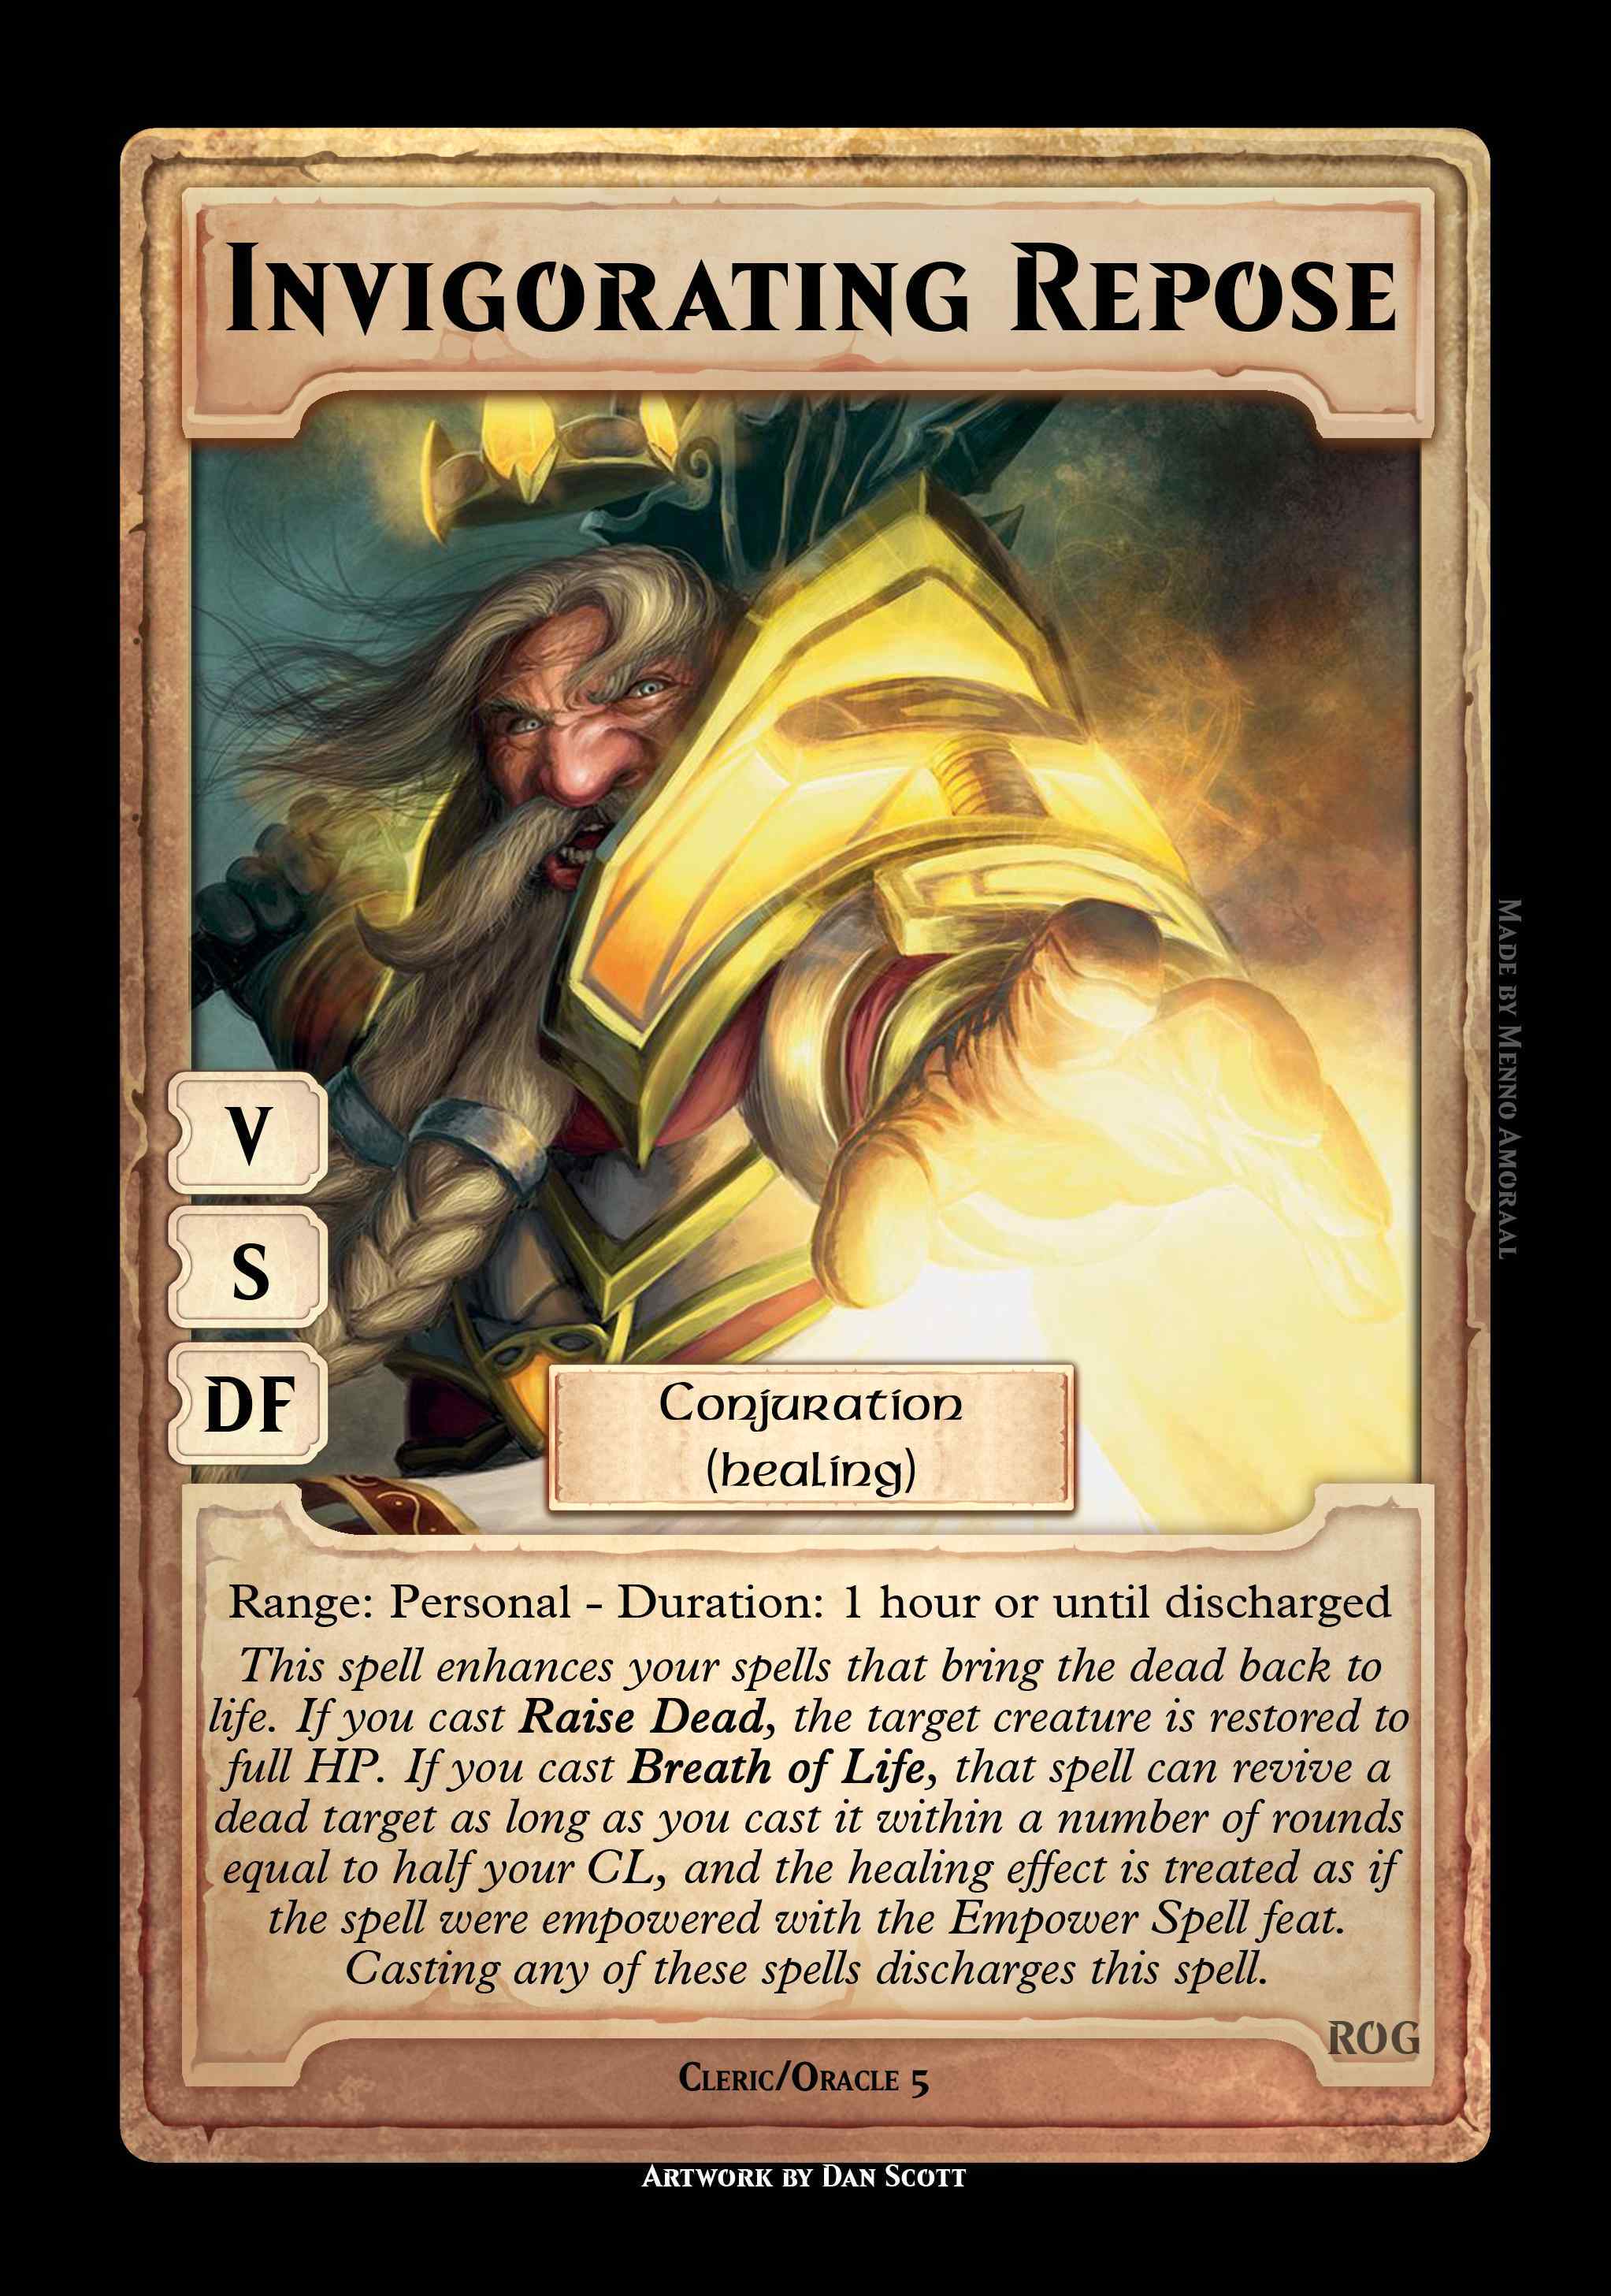 Invigorating Repose
V
S
DF
Conjuration
(healing)
Range: Personal - Duration: 1 hour or until discharged
This spell enhances your spells that bring the dead back to
life. If you cast Raise Dead, the target creature is restored to
full HP. If you cast Breath of Life, that spell can revive a
dead target as long as you cast it within a number of rounds
equal to half your CL, and the healing effect is treated as if
the spell were empowered with the Empower Spell feat.
Casting any of these spells discharges this spell.
ROG
Cleric/Oracle 5
Artwork by Dan Scott
Made by Menno Amoraal